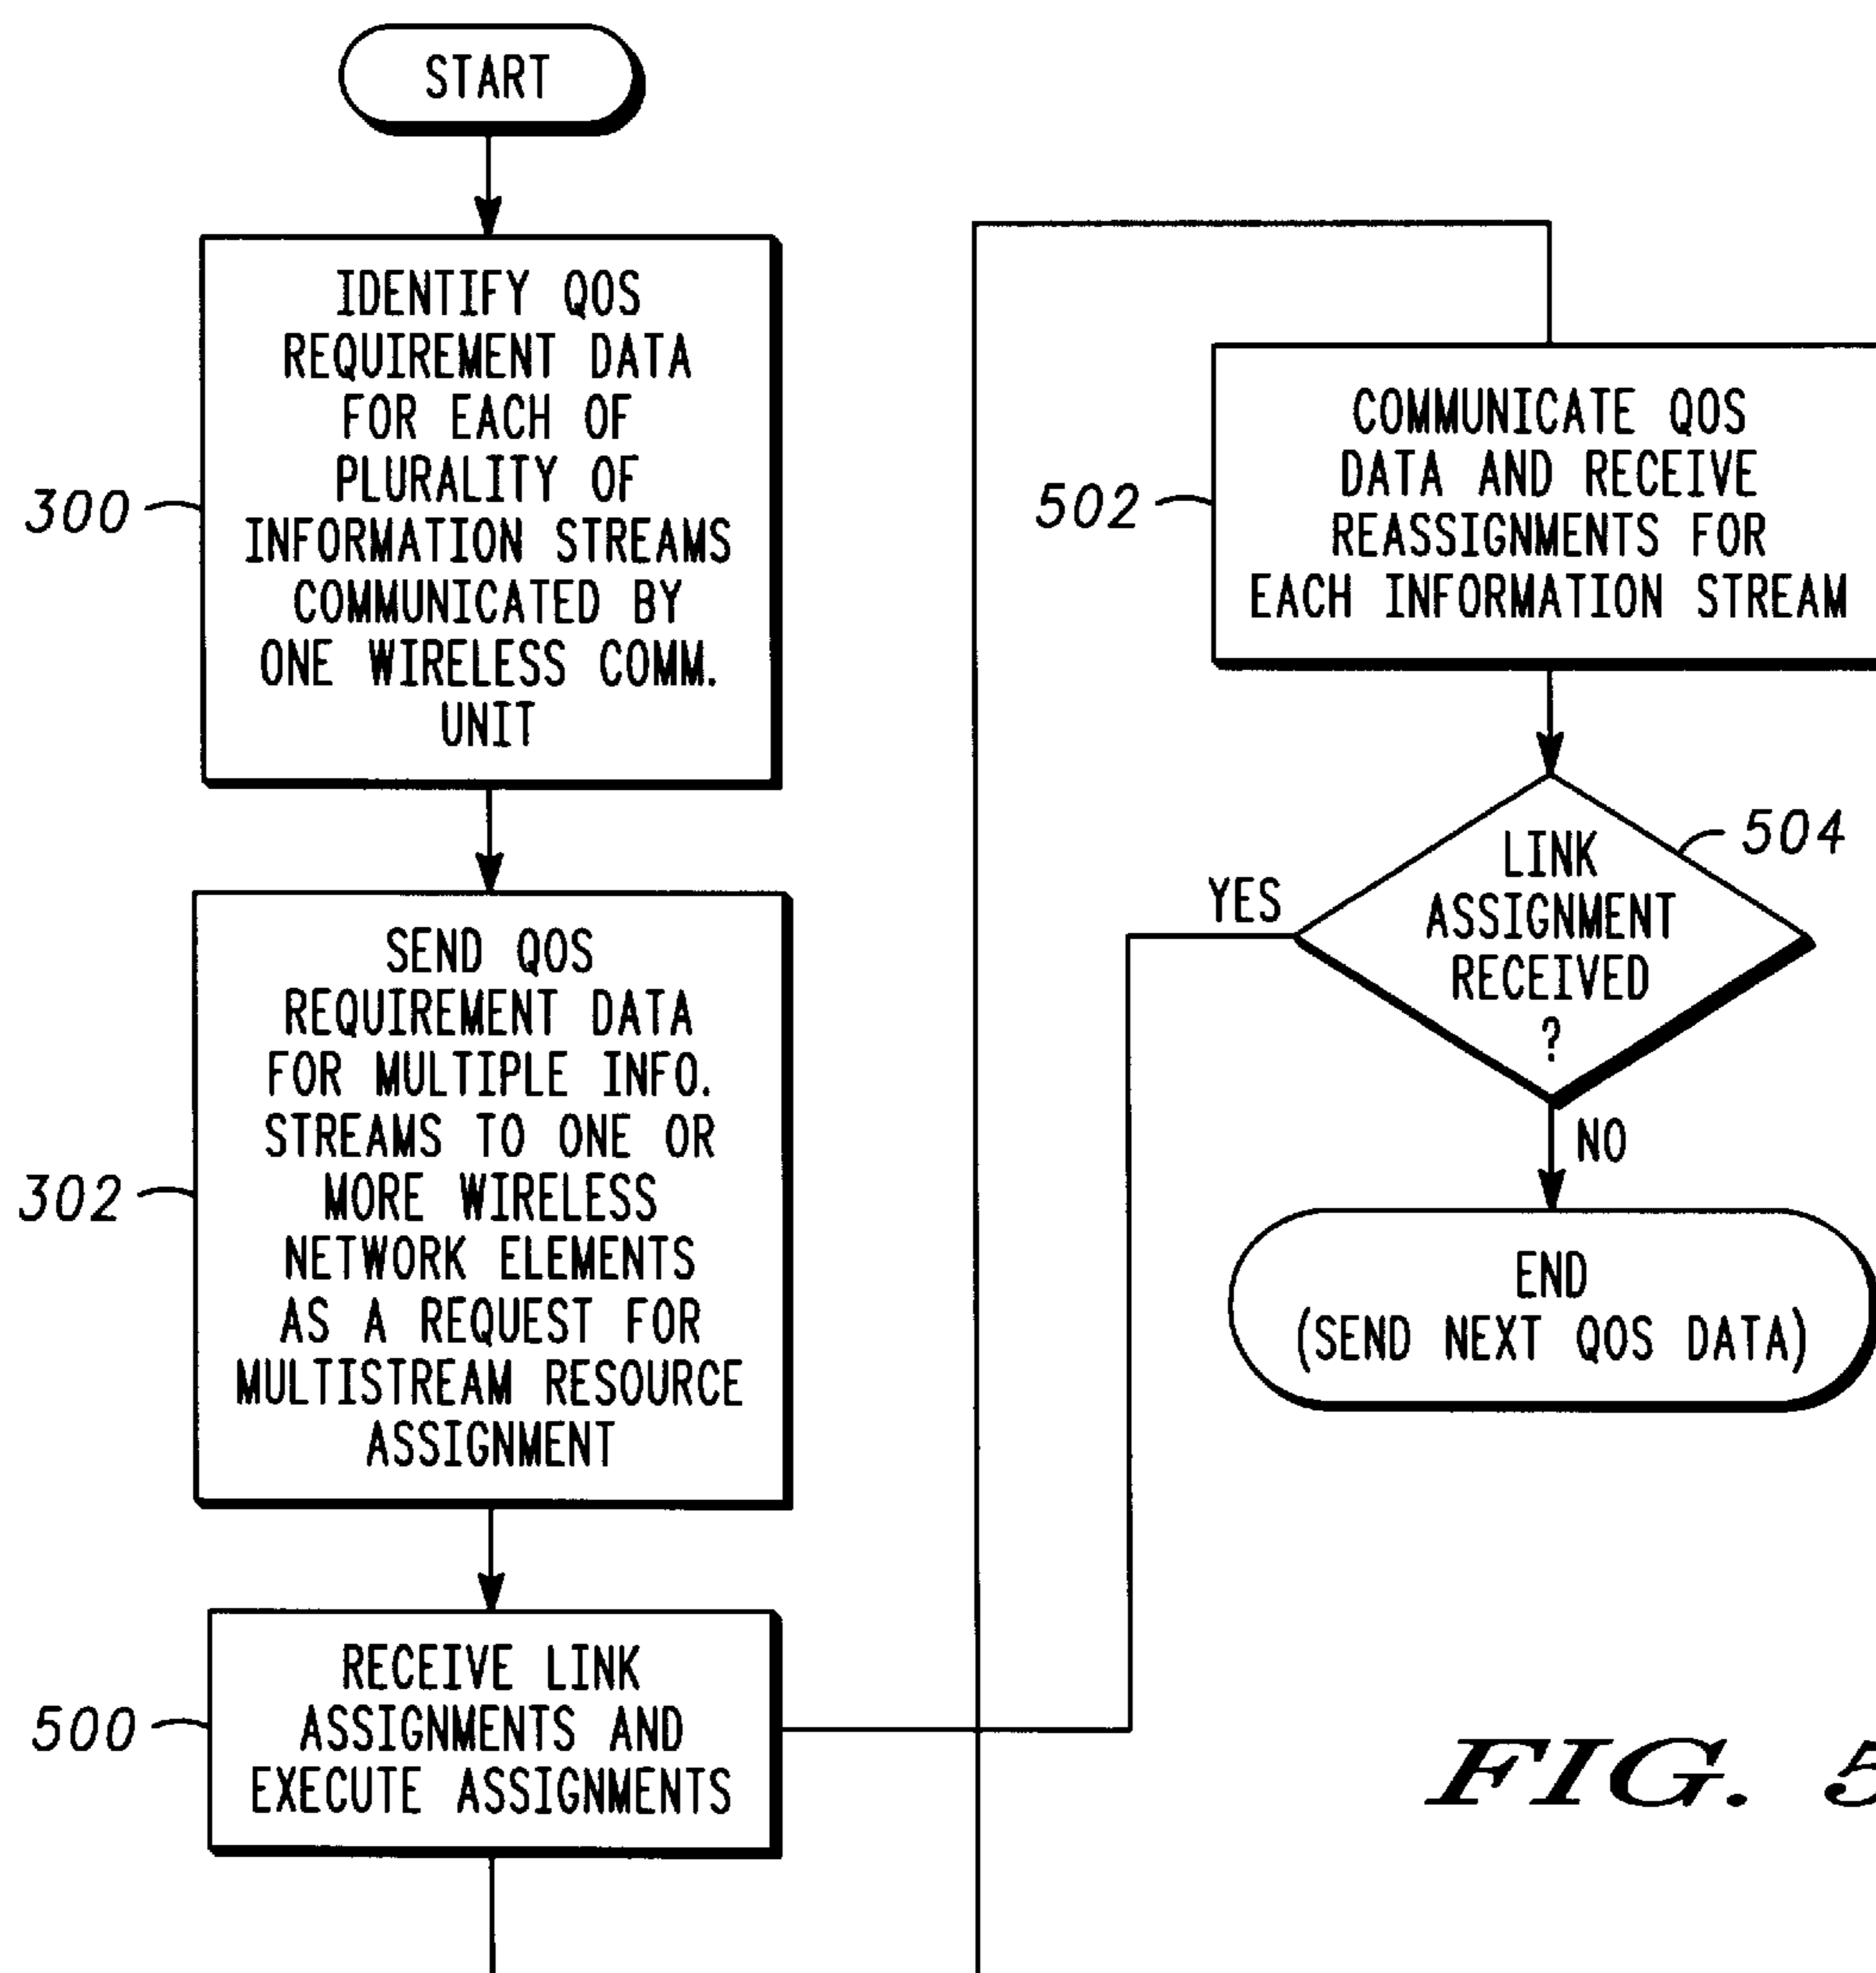 START
IDENTIFY QOS
REQUIREMENT DATA
FOR EACH OF
PLURALITY OF
INFORMATION STREAMS
COMMUNICATED BY
ONE WIRELESS COMM.
UNIT
300
SEND QOS
REQUIREMENT DATA
FOR MULTIPLE INFO.
STREAMS TO ONE OR
MORE WIRELESS
NETWORK ELEMENTS
AS A REQUEST FOR
MULTISTREAM RESOURCE
ASSIGNMENT
302
RECEIVE LINK
ASSIGNMENTS AND
EXECUTE ASSIGNMENTS
500
COMMUNICATE QOS
DATA AND RECEIVE
REASSIGNMENTS FOR
EACH INFORMATION STREAM
502
LINK
ASSIGNMENT
RECEIVED
?
504
YES
NO
END
(SEND NEXT QOS DATA)
FIG. 5